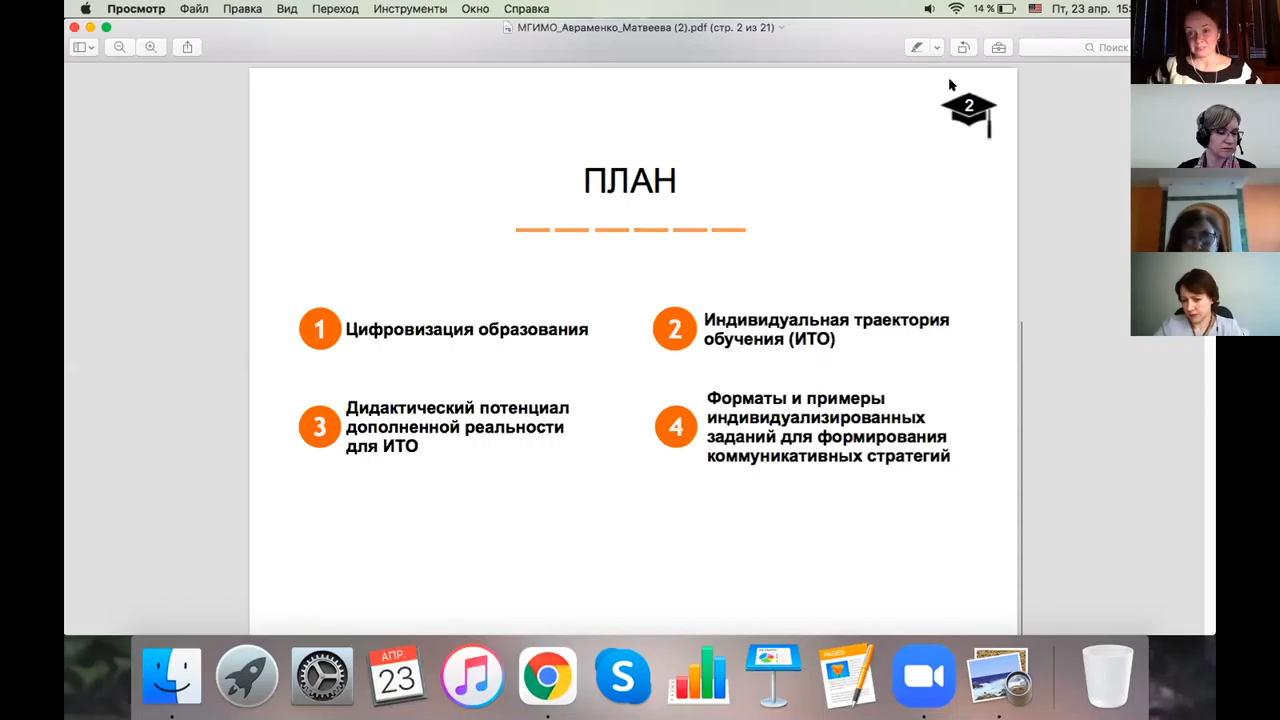 Просмотр Файл Правка Вид Переход Инструменты Окно Справка 14 % Пт, 23 апр. 15:
МГИМО_Авраменко_Матвеева (2).pdf (стр. 2 из 21)
Поиск
2
ПЛАН
1 Цифровизация образования
2 Индивидуальная траектория
обучения (ИТО)
3 Дидактический потенциал
дополненной реальности
для ИТО
4 Форматы и примеры
индивидуализированных
заданий для формирования
коммуникативных стратегий
АПР.
23
S
PAGES